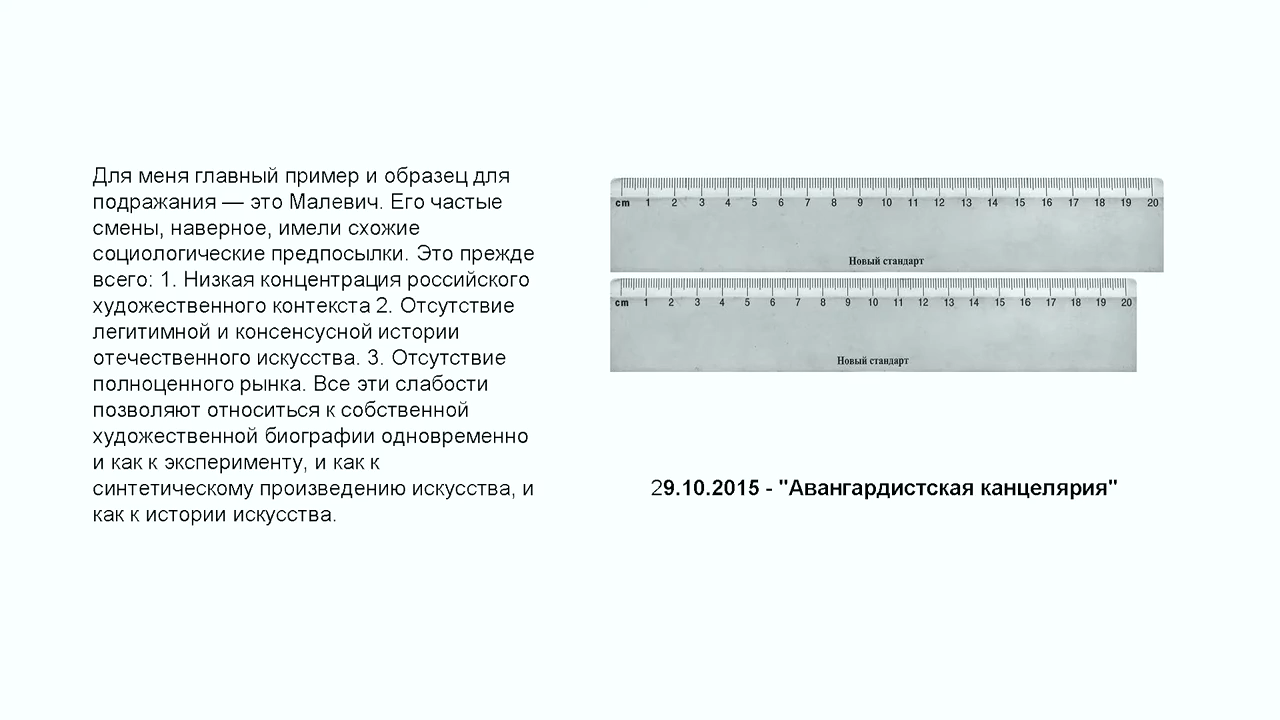 Для меня главный пример и образец для
подражания — это Малевич. Его частые
смены, наверное, имели схожие
социологические предпосылки. Это прежде
всего: 1. Низкая концентрация российского
художественного контекста 2. Отсутствие
легитимной и консенсусной истории
отечественного искусства. 3. Отсутствие
полноценного рынка. Все эти слабости
позволяют относиться к собственной
художественной биографии одновременно
и как к эксперименту, и как к
синтетическому произведению искусства, и
как к истории искусства.
cm 1 2 3 4 5 6 7 8 9 10 11 12 13 14 15 16 17 18 19 20
Новый стандарт
cm 1 2 3 4 5 6 7 8 9 10 11 12 13 14 15 16 17 18 19 20
Новый стандарт
29.10.2015 - "Авангардистская канцелярия"